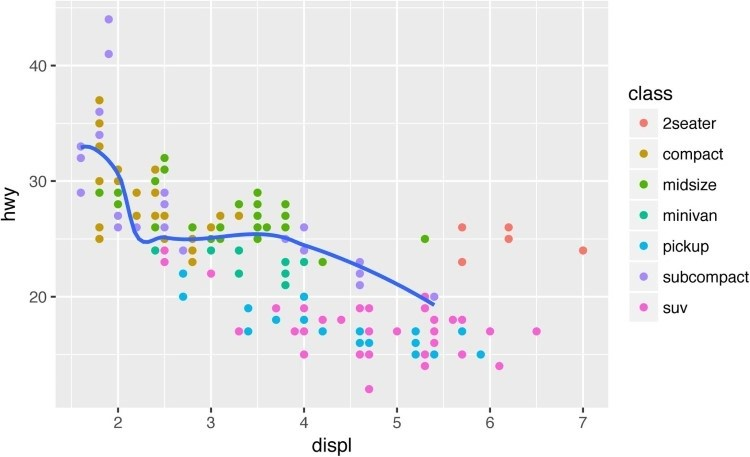 40
30
20
hwy
2 3 4 5 6 7
displ
class
2seater
compact
midsize
minivan
pickup
subcompact
suv